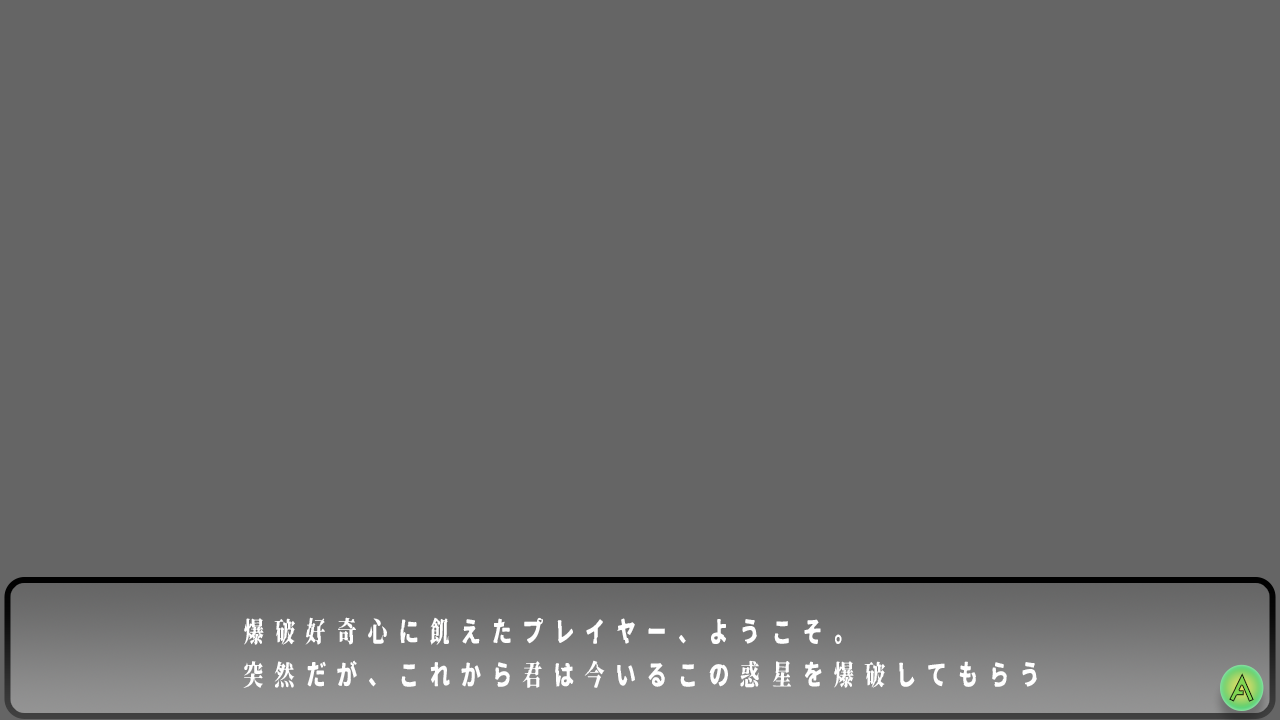 爆破好奇心に飢えたプレイヤー、ようこそ。
突然だが、これから君は今いるこの惑星を爆破してもらう
A